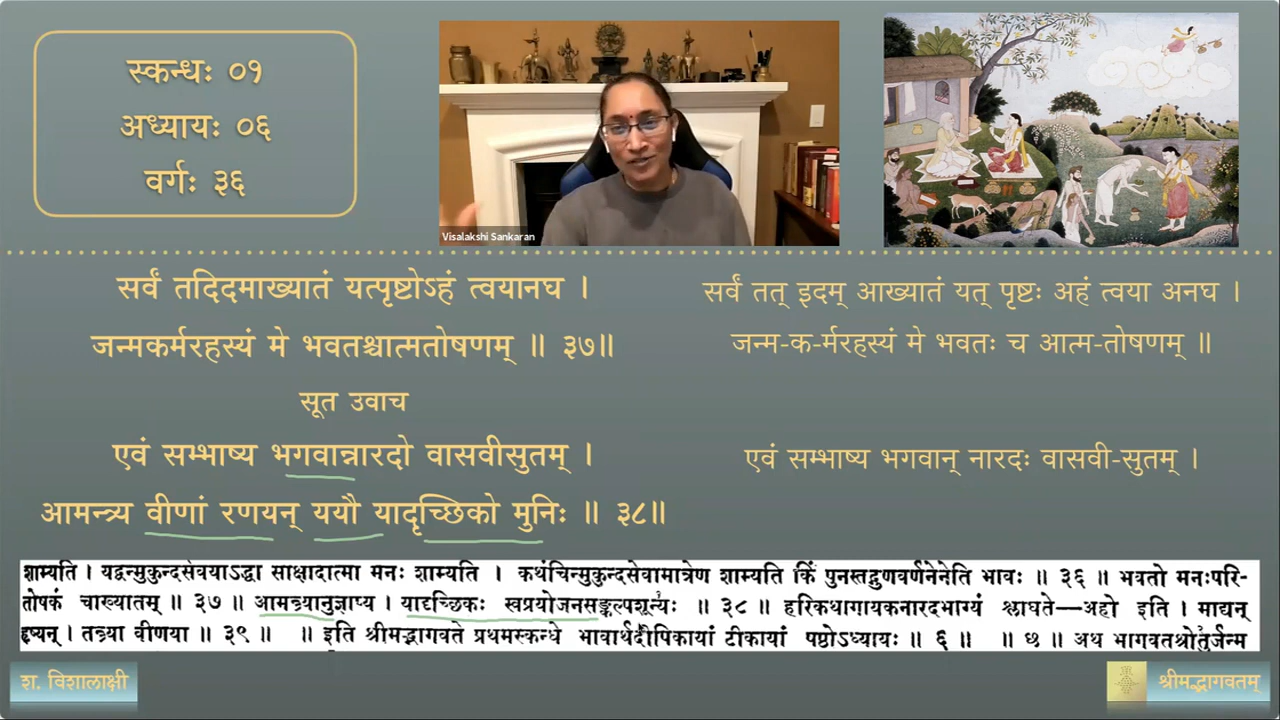 स्कन्धः ०१
अध्यायः ०६
वर्गः ३६
Visalakshi Sankaran
सर्वं तदिदमाख्यातं यत्पृष्टोऽहं त्वयानघ ।
जन्मकर्मरहस्यं मे भवतश्चात्मतोषणम् ॥ ३७॥
सूत उवाच
एवं सम्भाष्य भगवान्नारदो वासवीसुतम् ।
आमन्त्र्य वीणां रणयन् ययौ यादृच्छिको मुनिः ॥ ३८॥
सर्वं तत् इदम् आख्यातं यत् पृष्टः अहं त्वया अनघ ।
जन्म-क-र्मरहस्यं मे भवतः च आत्म-तोषणम् ॥
एवं सम्भाष्य भगवान् नारदः वासवी-सुतम् ।
शाम्यति । यद्वन्मुकुन्दसेवयाऽद्धा साक्षादात्मा मनः शाम्यति । कथंचिन्मुकुन्दसेवामात्रेण शाम्यति किं पुनस्तद्गुणवर्णनेनेति भावः ॥ ३६ ॥ भवतो मनःपरि-
तोषकं चाख्यातम् ॥ ३७ ॥ आमन्त्र्यानुज्ञाप्य । यादृच्छिकः स्वप्रयोजनसङ्कल्पशून्यः ॥ ३८ ॥ हरिकथागायकनारदभाग्यं श्लाघते—अहो इति । माद्यन्
हृष्यन् । तन्त्र्या वीणया ॥ ३९ ॥ ॥ इति श्रीमद्भागवते प्रथमस्कन्धे भावार्थदीपिकायां टीकायां षष्ठोऽध्यायः ॥ ६ ॥ ॥ छ ॥ अथ भागवतश्रोतुर्जन्म
श. विशालाक्षी
श्रीमद्भागवतम्